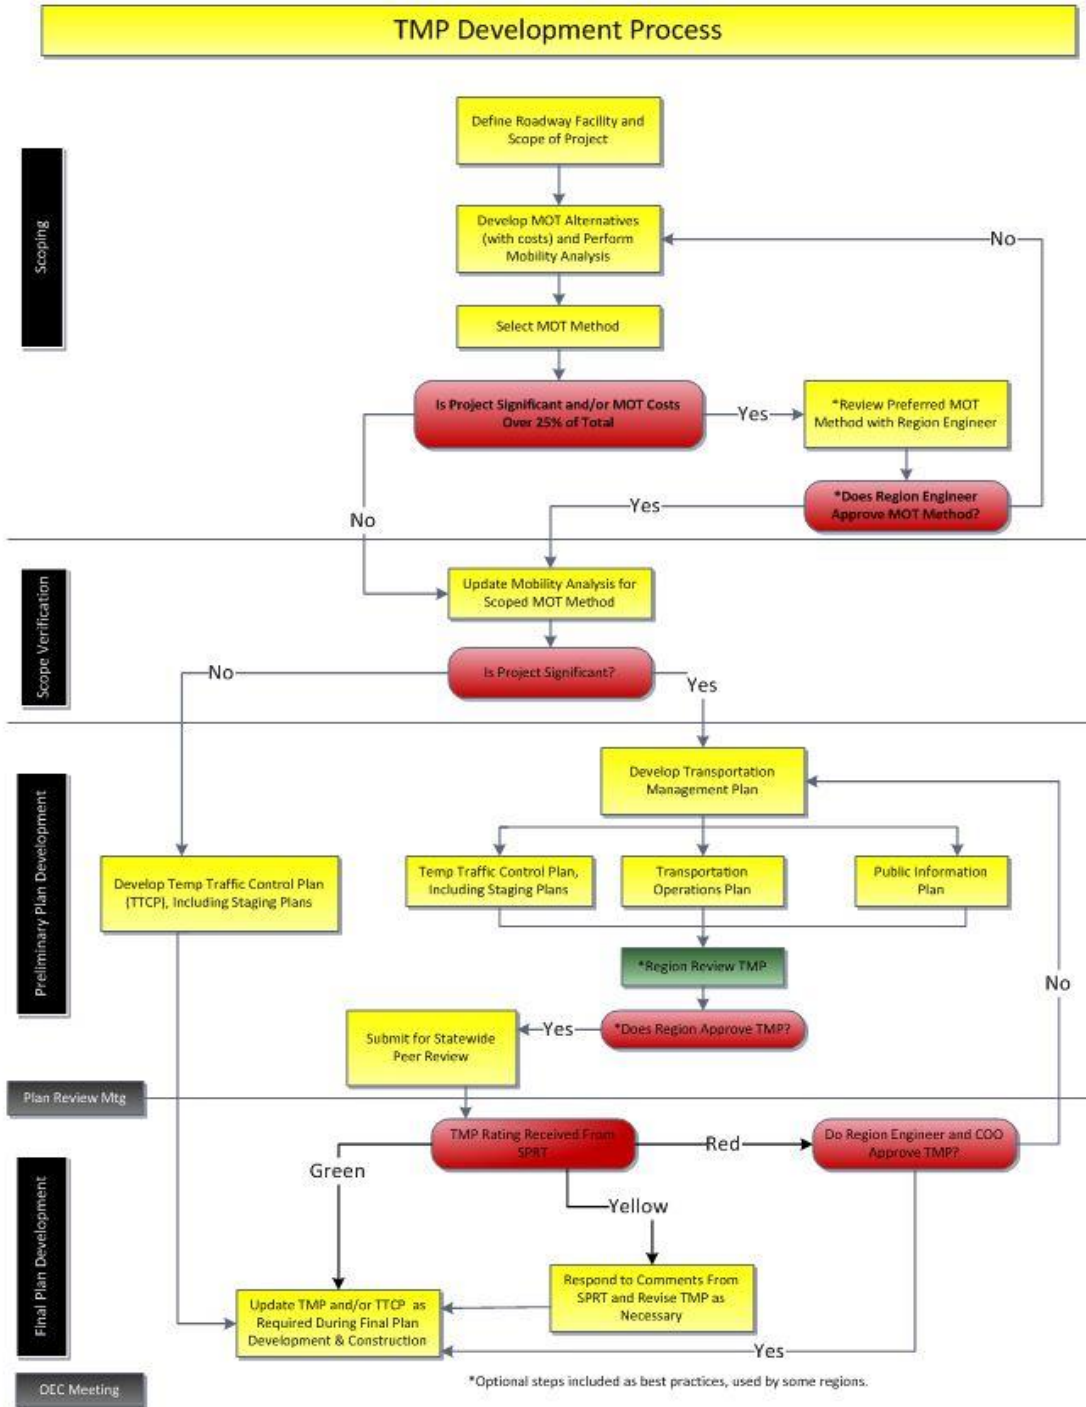 TMP Development Process
Scoping
Define Roadway Facility and
Scope of Project
Develop MOT Alternatives
(with costs) and Perform
Mobility Analysis
No
Select MOT Method
Is Project Significant and/or MOT Costs
Over 25% of Total
Yes
*Review Preferred MOT
Method with Region Engineer
*Does Region Engineer
Approve MOT Method?
Yes
No
Scope Verification
Update Mobility Analysis for
Scoped MOT Method
Is Project Significant?
No
Yes
Preliminary Plan Development
Develop Transportation
Management Plan
Develop Temp Traffic Control Plan
(TTCP), Including Staging Plans
Temp Traffic Control Plan,
Including Staging Plans
Transportation
Operations Plan
Public Information
Plan
*Region Review TMP
No
*Does Region Approve TMP?
Yes
Submit for Statewide
Peer Review
Plan Review Mtg
Final Plan Development
TMP Rating Received From
SPRT
Red
Do Region Engineer and COO
Approve TMP?
Green
Yellow
Respond to Comments From
SPRT and Revise TMP as
Necessary
Update TMP and/or TTCP as
Required During Final Plan
Development & Construction
Yes
OEC Meeting
*Optional steps included as best practices, used by some regions.